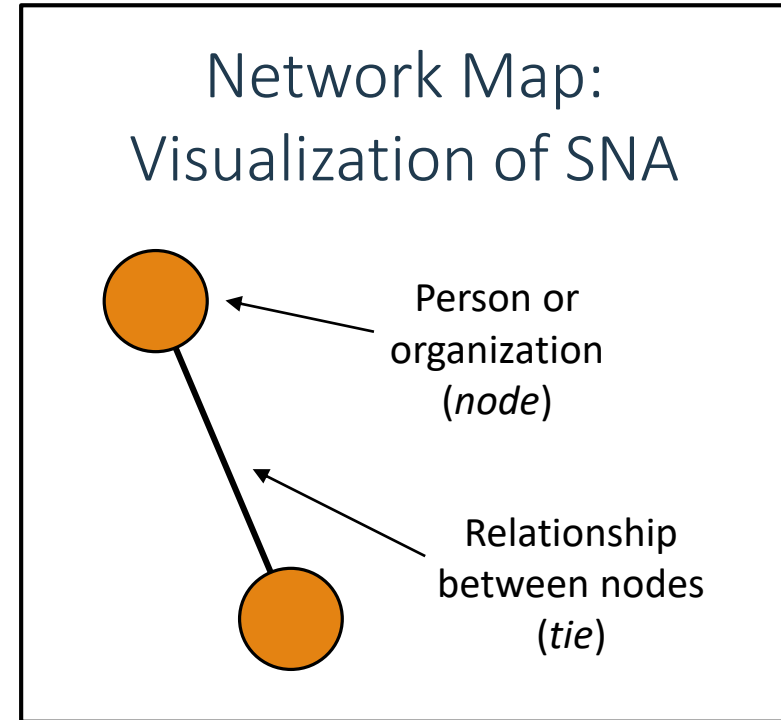 Network Map:
Visualization of SNA
Person or
organization
(node)
Relationship
between nodes
(tie)